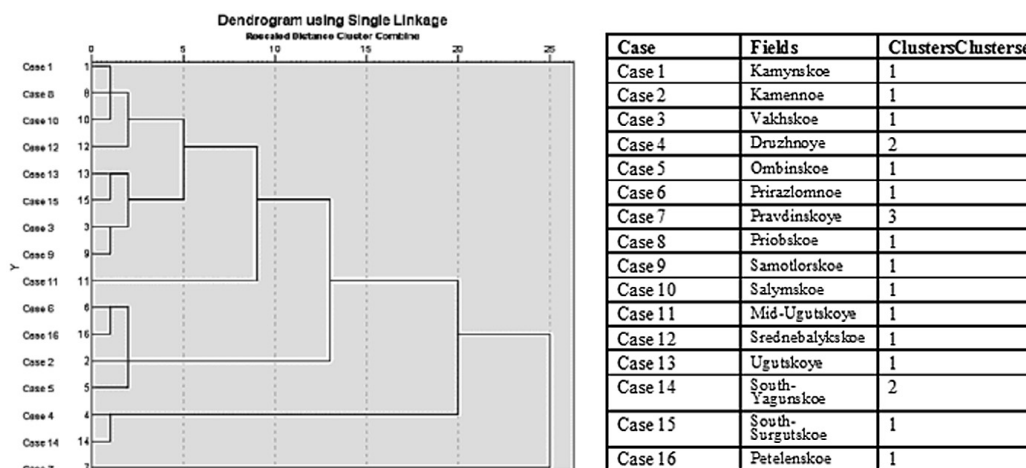 Dendrogram using Single Linkage
Rescaled Distance Cluster Combine
0 5 10 15 20 25
Case 1 1
Case 8 8
Case 10 10
Case 12 12
Case 13 13
Case 15 15
Case 3 3
Case 9 9
Y
Case 11 11
Case 6 6
Case 16 16
Case 2 2
Case 5 5
Case 4 4
Case 14 14
7
Case Fields ClustersClusters
Case 1 Kamynskoe 1
Case 2 Kamennoe 1
Case 3 Vakhskoe 1
Case 4 Druzhnoye 2
Case 5 Ombinskoe 1
Case 6 Prirazlomnoe 1
Case 7 Pravdinskoye 3
Case 8 Priobskoe 1
Case 9 Samotlorskoe 1
Case 10 Salymskoe 1
Case 11 Mid-Ugutskoye 1
Case 12 Srednebalykskoe 1
Case 13 Ugutskoye 1
Case 14 South- 2
Yagunskoe
Case 15 South- 1
Surgutskoe
Case 16 Petelenskoe 1